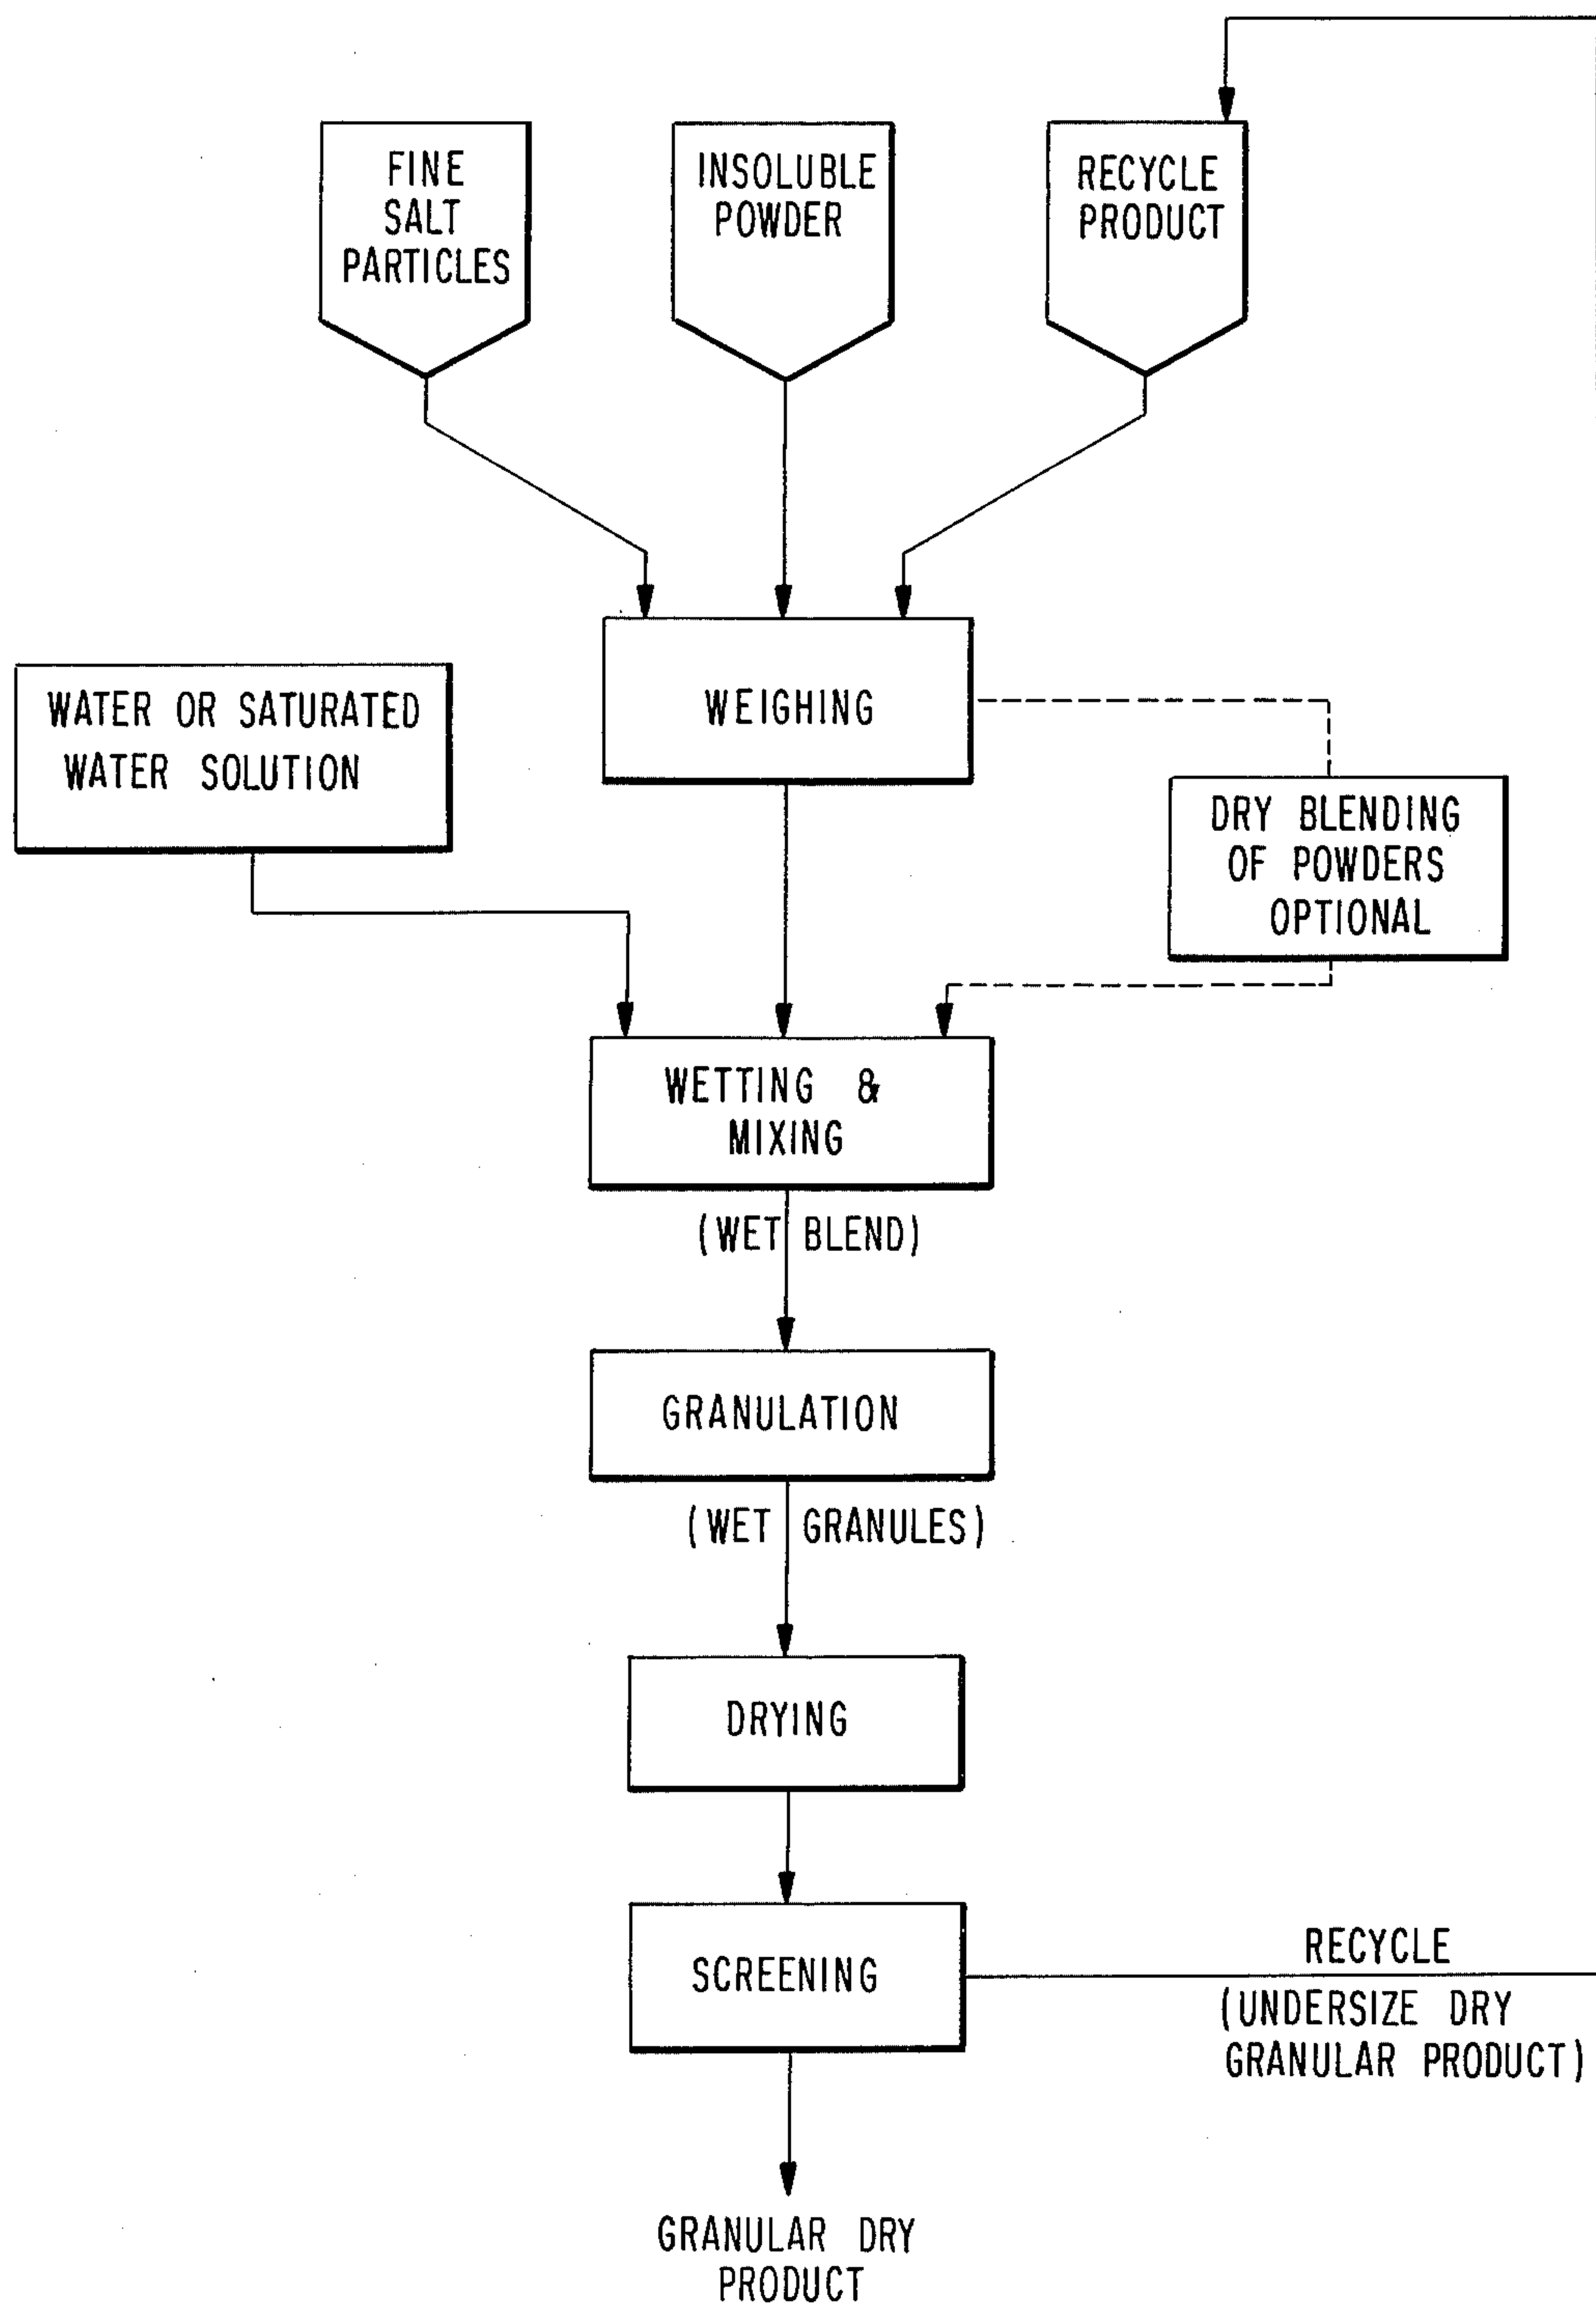 FINE
SALT
PARTICLES
INSOLUBLE
POWDER
RECYCLE
PRODUCT
WEIGHING
WATER OR SATURATED
WATER SOLUTION
DRY BLENDING
OF POWDERS
OPTIONAL
WETTING &
MIXING
(WET BLEND)
GRANULATION
(WET GRANULES)
DRYING
SCREENING
RECYCLE
(UNDERSIZE DRY
GRANULAR PRODUCT)
GRANULAR DRY
PRODUCT